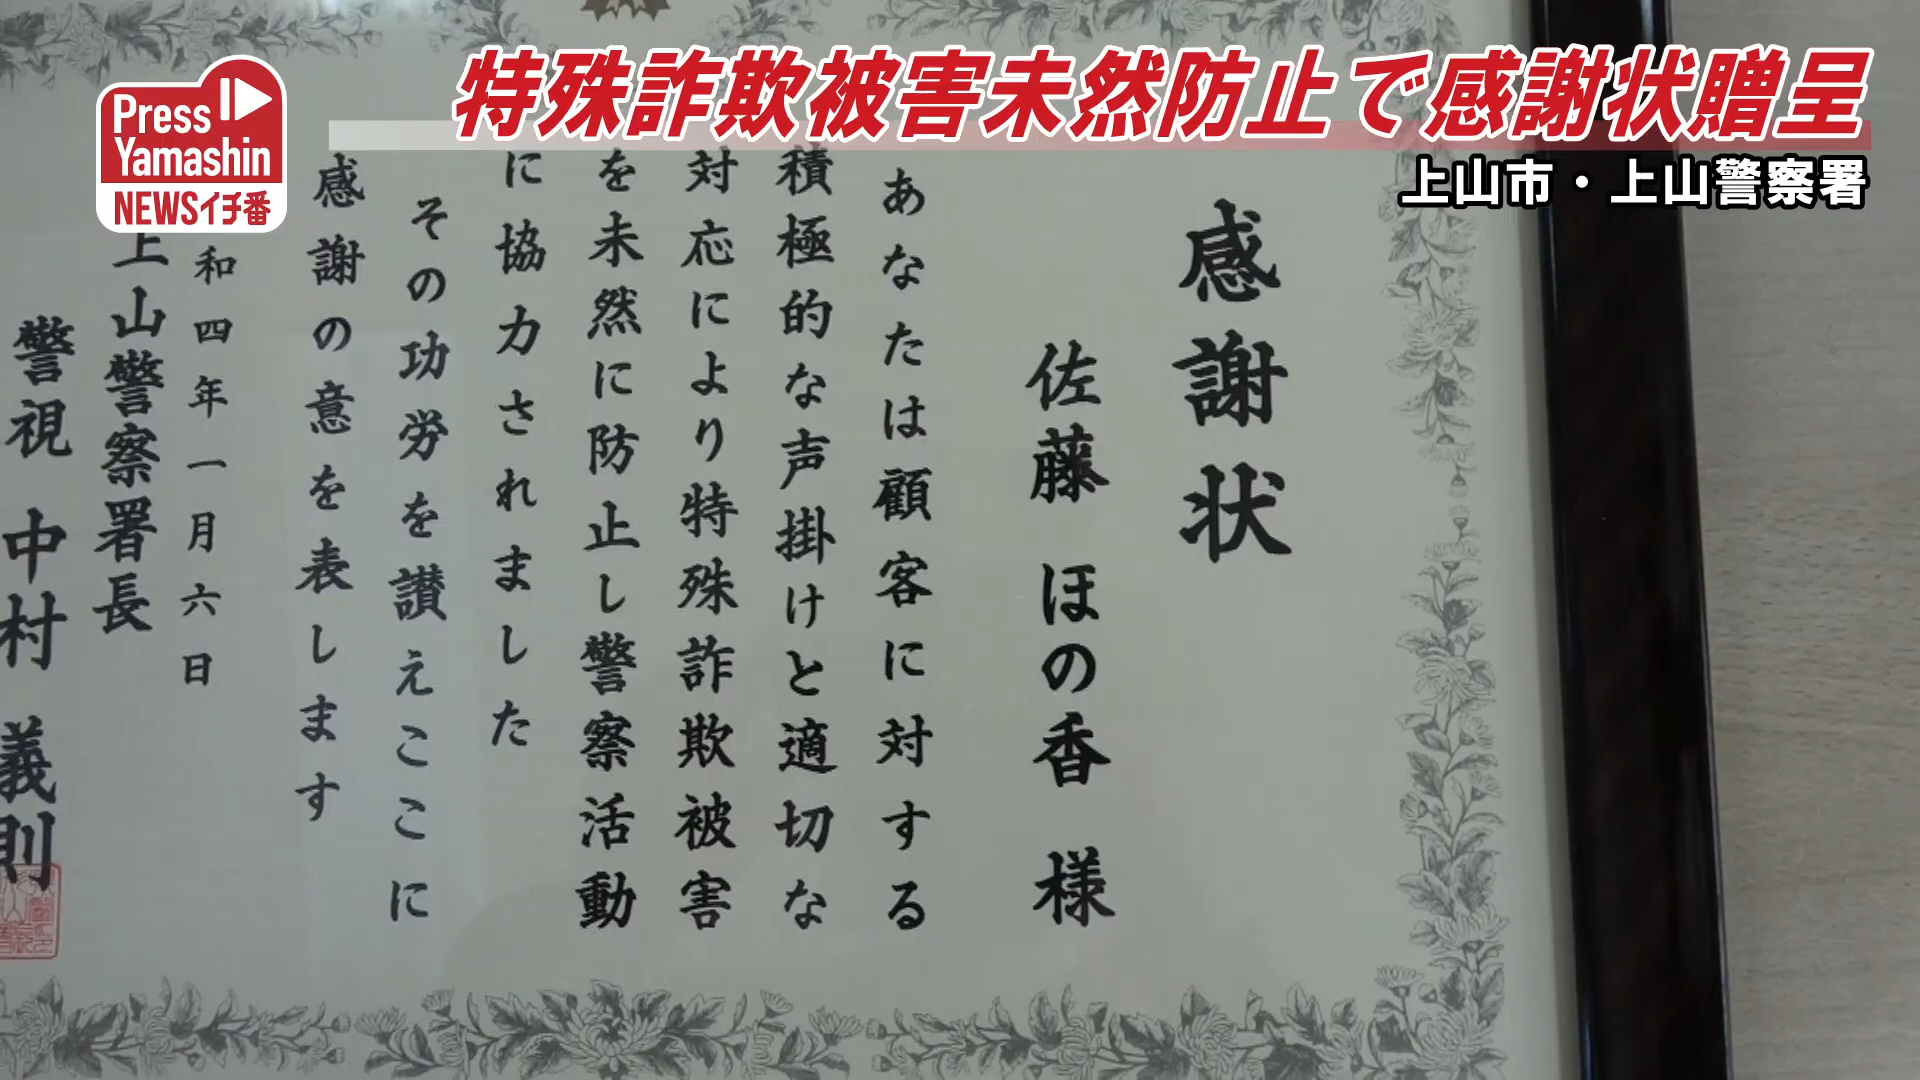 Press
Yamashin
NEWSイチ番
特殊詐欺被害未然防止で感謝状贈呈
上山市・上山警察署
感謝状
佐藤 ほの香 様
あなたは顧客に対する
積極的な声掛けと適切な
対応により特殊詐欺被害
を未然に防止し警察活動
に協力されました
その功労を讃えここに
感謝の意を表します
和四年一月六日
上山警察署長
警視 中村 義則